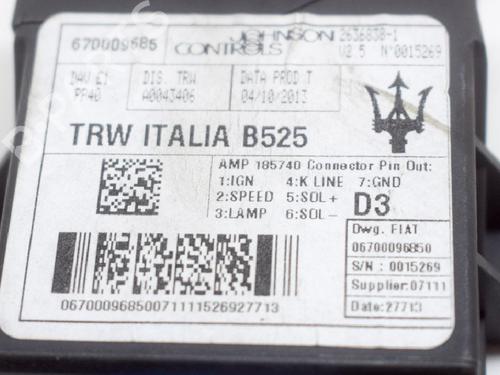 670009685
JOHNSON CONTROLS
2636838-1
V2.5 N°0015269
DAV £1
PP40
DIS. TRW
A0043406
DATA PROD.T
04/10/2013
TRW ITALIA B525
AMP 185740 Connector Pin Out:
1:IGN 4:K LINE 7:GND
2:SPEED 5:SOL+
3:LAMP 6:SOL-
D3
Dwg. FIAT
06700096850
S/N : 0015269
Supplier:07111
Date:27713
06700096850071111526927713